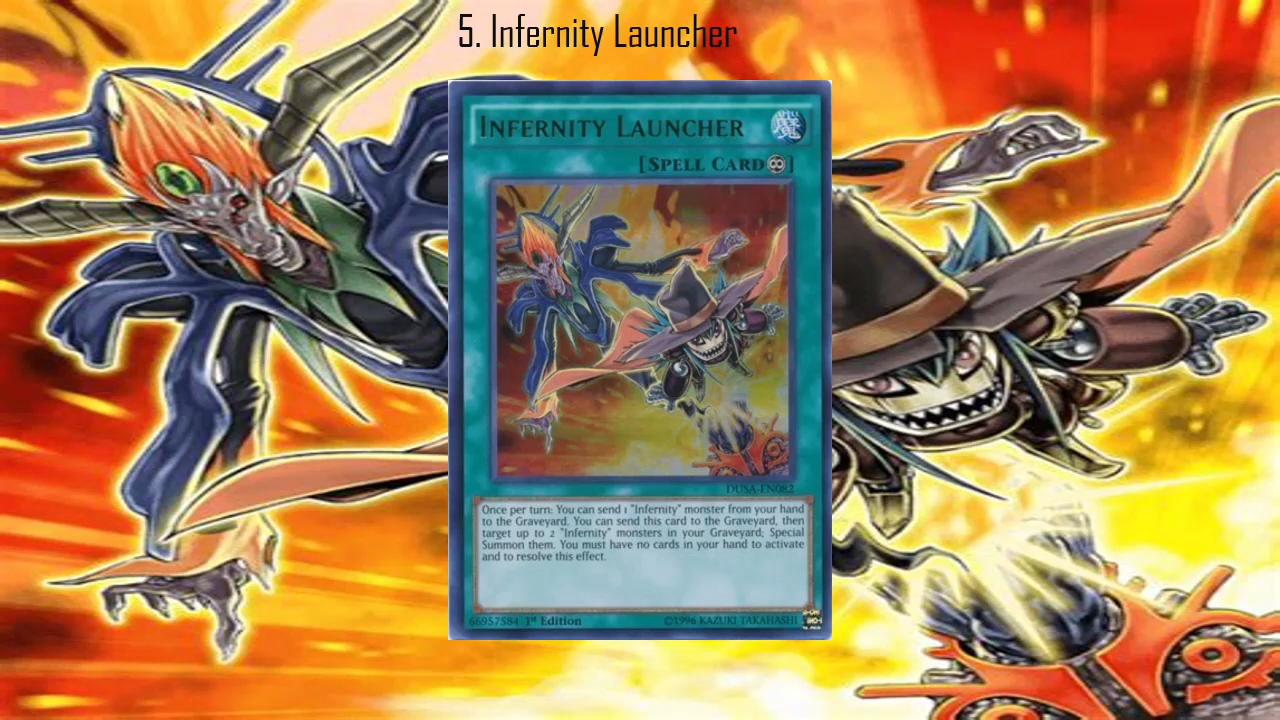 5. Infernity Launcher
INFERNITY LAUNCHER
[SPELL CARD]
DUSA-EN082
Once per turn: You can send 1 "Infernity" monster from your hand
to the Graveyard. You can send this card to the Graveyard, then
target up to 2 "Infernity" monsters in your Graveyard; Special
Summon them. You must have no cards in your hand to activate
and to resolve this effect.
66957584 1st Edition ©1996 KAZUKI TAKAHASHI